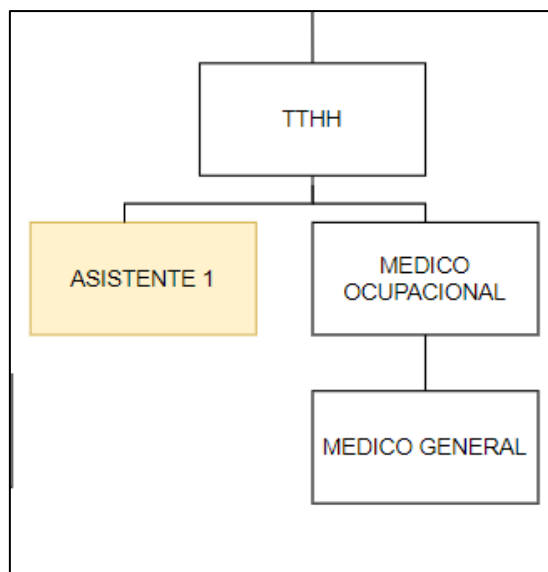 TTHH
ASISTENTE 1
MEDICO
OCUPACIONAL
MEDICO GENERAL